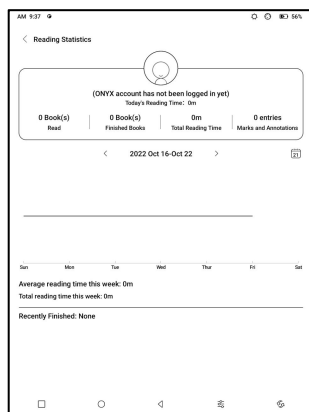 AM 9:37 56%
Reading Statistics
(ONYX account has not been logged in yet)
Today's Reading Time: 0m
0 Book(s) 0 Book(s) 0m 0 entries
Read Finished Books Total Reading Time Marks and Annotations
2022 Oct 16-Oct 22 21
Sun Mon Tue Wed Thur Fri Sat
Average reading time this week: 0m
Total reading time this week: 0m
Recently Finished: None